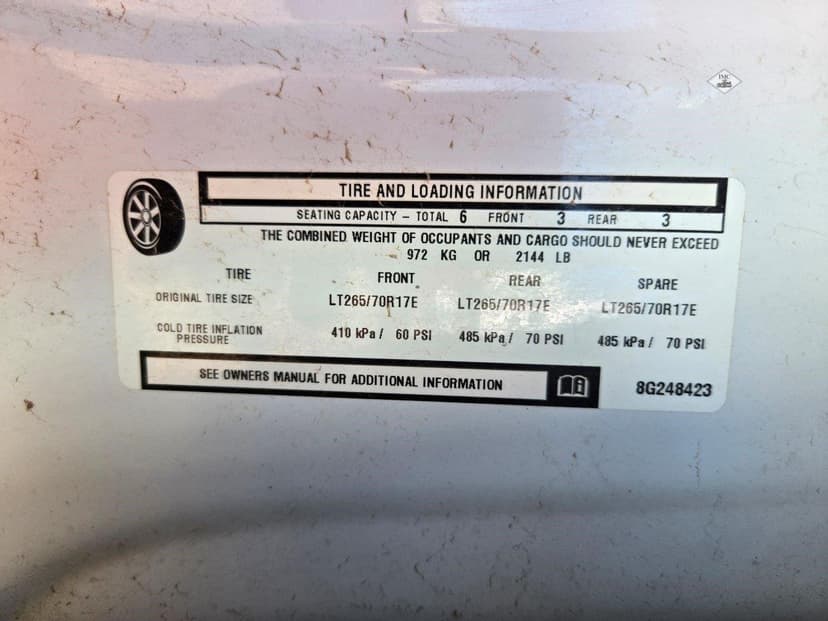 TIRE AND LOADING INFORMATION
SEATING CAPACITY – TOTAL 6 FRONT 3 REAR 3
THE COMBINED WEIGHT OF OCCUPANTS AND CARGO SHOULD NEVER EXCEED
972 KG OR 2144 LB
TIRE FRONT REAR SPARE
ORIGINAL TIRE SIZE LT265/70R17E LT265/70R17E LT265/70R17E
COLD TIRE INFLATION
PRESSURE 410 kPa / 60 PSI 485 kPa / 70 PSI 485 kPa / 70 PSI
SEE OWNERS MANUAL FOR ADDITIONAL INFORMATION
8G248423